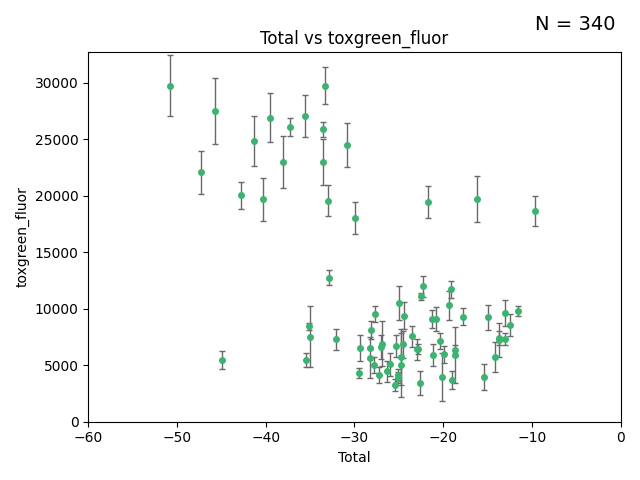 N = 340
Total vs toxgreen_fluor
30000
25000
20000
15000
10000
5000
0
toxgreen_fluor
−60 −50 −40 −30 −20 −10 0
Total